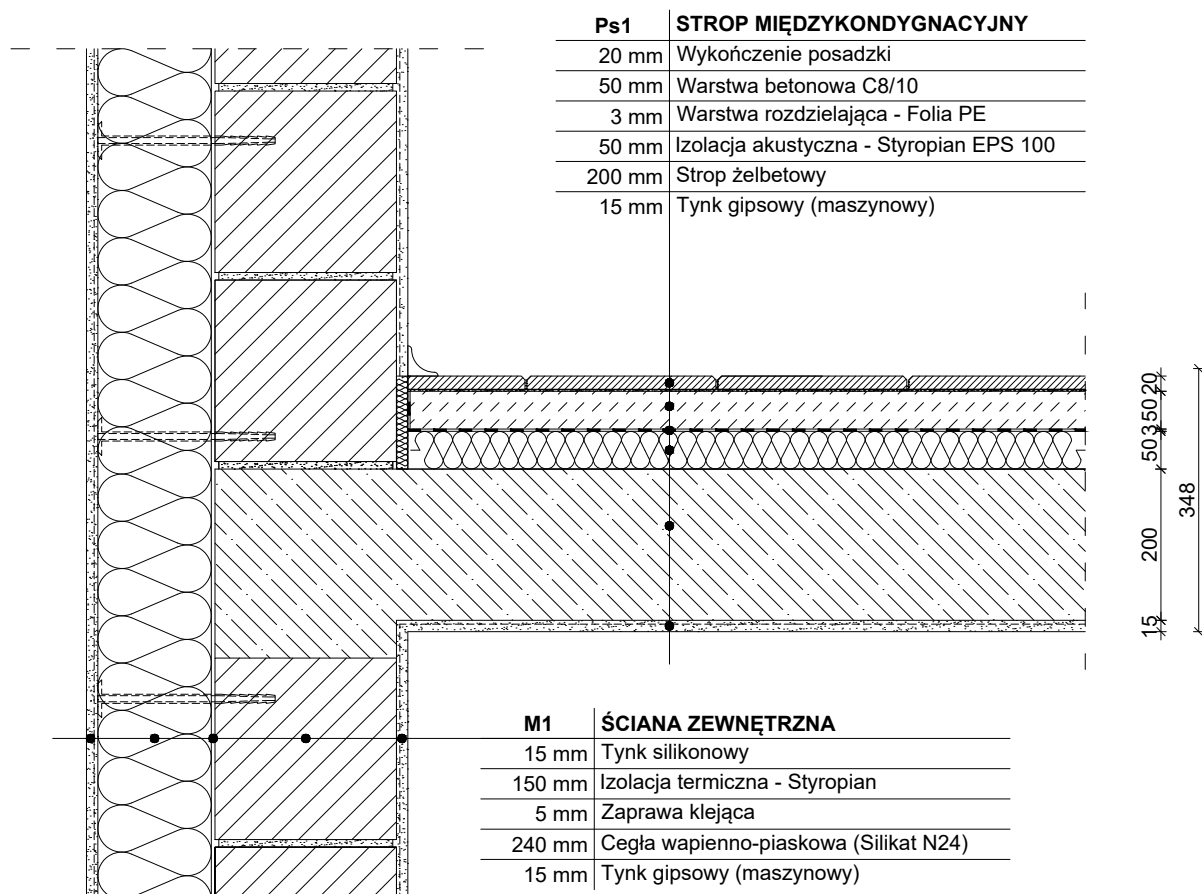 Ps1 STROP MIĘDZYKONDYGNACYJNY
20 mm Wykończenie posadzki
50 mm Warstwa betonowa C8/10
3 mm Warstwa rozdzielająca - Folia PE
50 mm Izolacja akustyczna - Styropian EPS 100
200 mm Strop żelbetowy
15 mm Tynk gipsowy (maszynowy)
20
50
3
50
348
200
15
M1 ŚCIANA ZEWNĘTRZNA
15 mm Tynk silikonowy
150 mm Izolacja termiczna - Styropian
5 mm Zaprawa klejąca
240 mm Cegła wapienno-piaskowa (Silikat N24)
15 mm Tynk gipsowy (maszynowy)